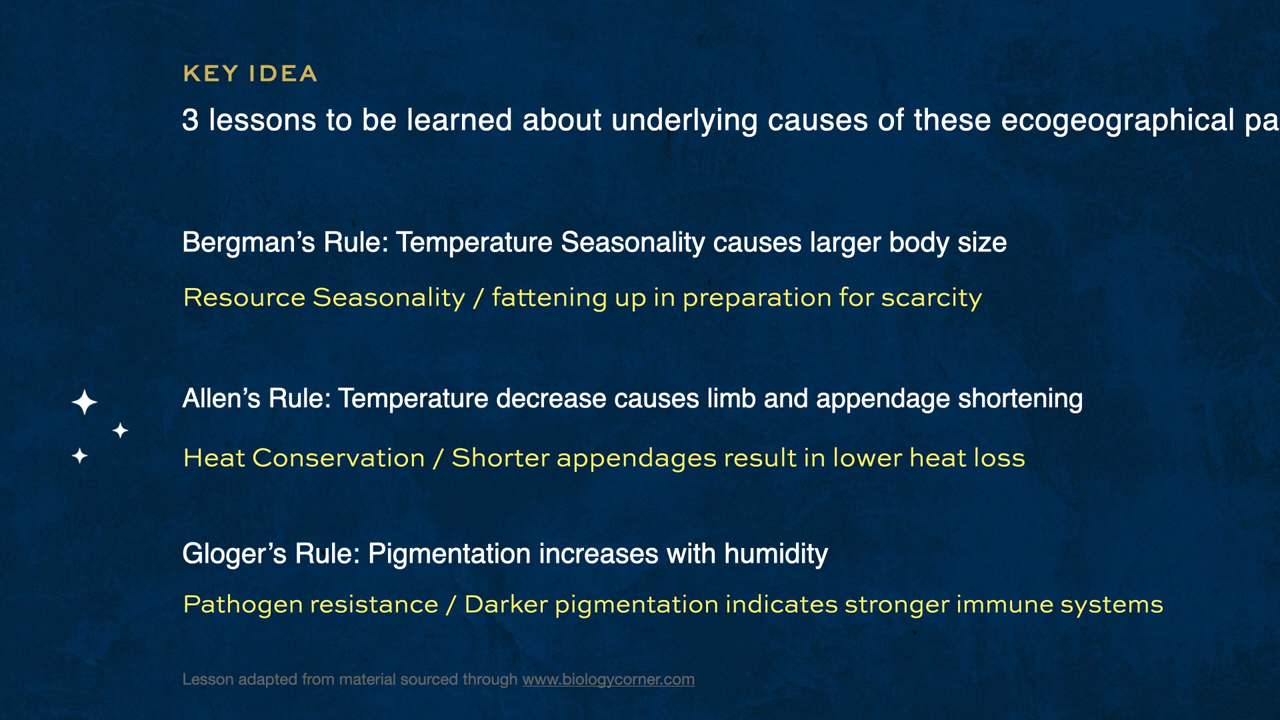 KEY IDEA
3 lessons to be learned about underlying causes of these ecogeographical
Bergman’s Rule: Temperature Seasonality causes larger body size
Resource Seasonality / fattening up in preparation for scarcity
Allen’s Rule: Temperature decrease causes limb and appendage shortening
Heat Conservation / Shorter appendages result in lower heat loss
Gloger’s Rule: Pigmentation increases with humidity
Pathogen resistance / Darker pigmentation indicates stronger immune systems
Lesson adapted from material sourced through www.biologycorner.com